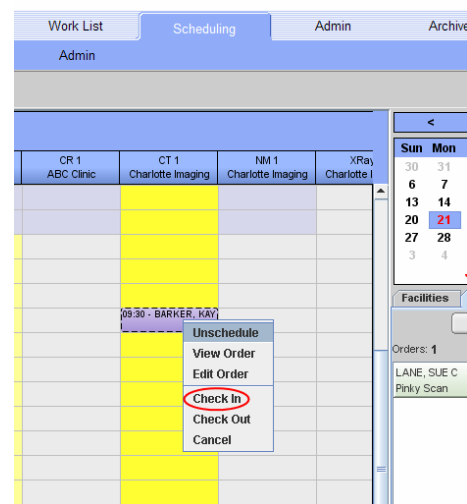 Work List Scheduling Admin Archive
Admin
<
Sun Mon
CR 1 CT 1 NM 1 XRay
ABC Clinic Charlotte Imaging Charlotte Imaging Charlotte I
30 31
6 7
13 14
20 21
27 28
3 4
Facilities
09:30 - BARKER, KAY
Unschedule
View Order
Edit Order
Check In
Check Out
Cancel
Orders: 1
LANE, SUE C
Pinky Scan